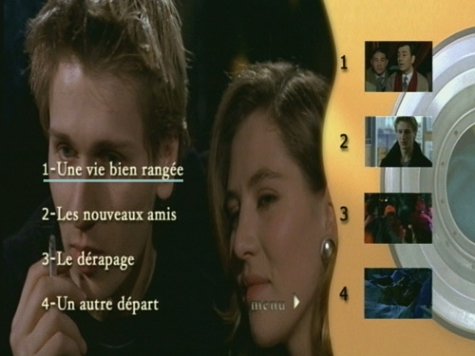 1-Une vie bien rangée
2-Les nouveaux amis
3-Le dérapage
4-Un autre départ
menu
1
2
3
4